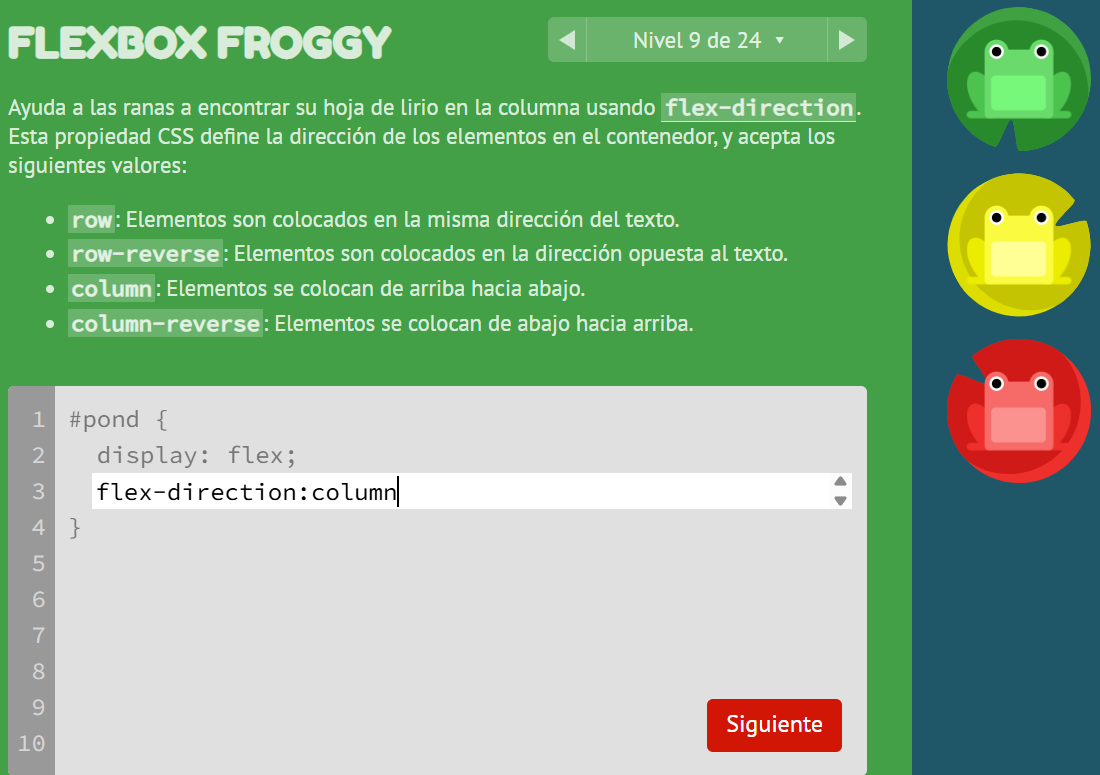 FLEXBOX FROGGY
Nivel 9 de 24
Ayuda a las ranas a encontrar su hoja de lirio en la columna usando flex-direction.
Esta propiedad CSS define la dirección de los elementos en el contenedor, y acepta los
siguientes valores:
row: Elementos son colocados en la misma dirección del texto.
row-reverse: Elementos son colocados en la dirección opuesta al texto.
column: Elementos se colocan de arriba hacia abajo.
column-reverse: Elementos se colocan de abajo hacia arriba.
1 #pond {
2 display: flex;
3 flex-direction:column
4 }
5
6
7
8
9
10
Siguiente